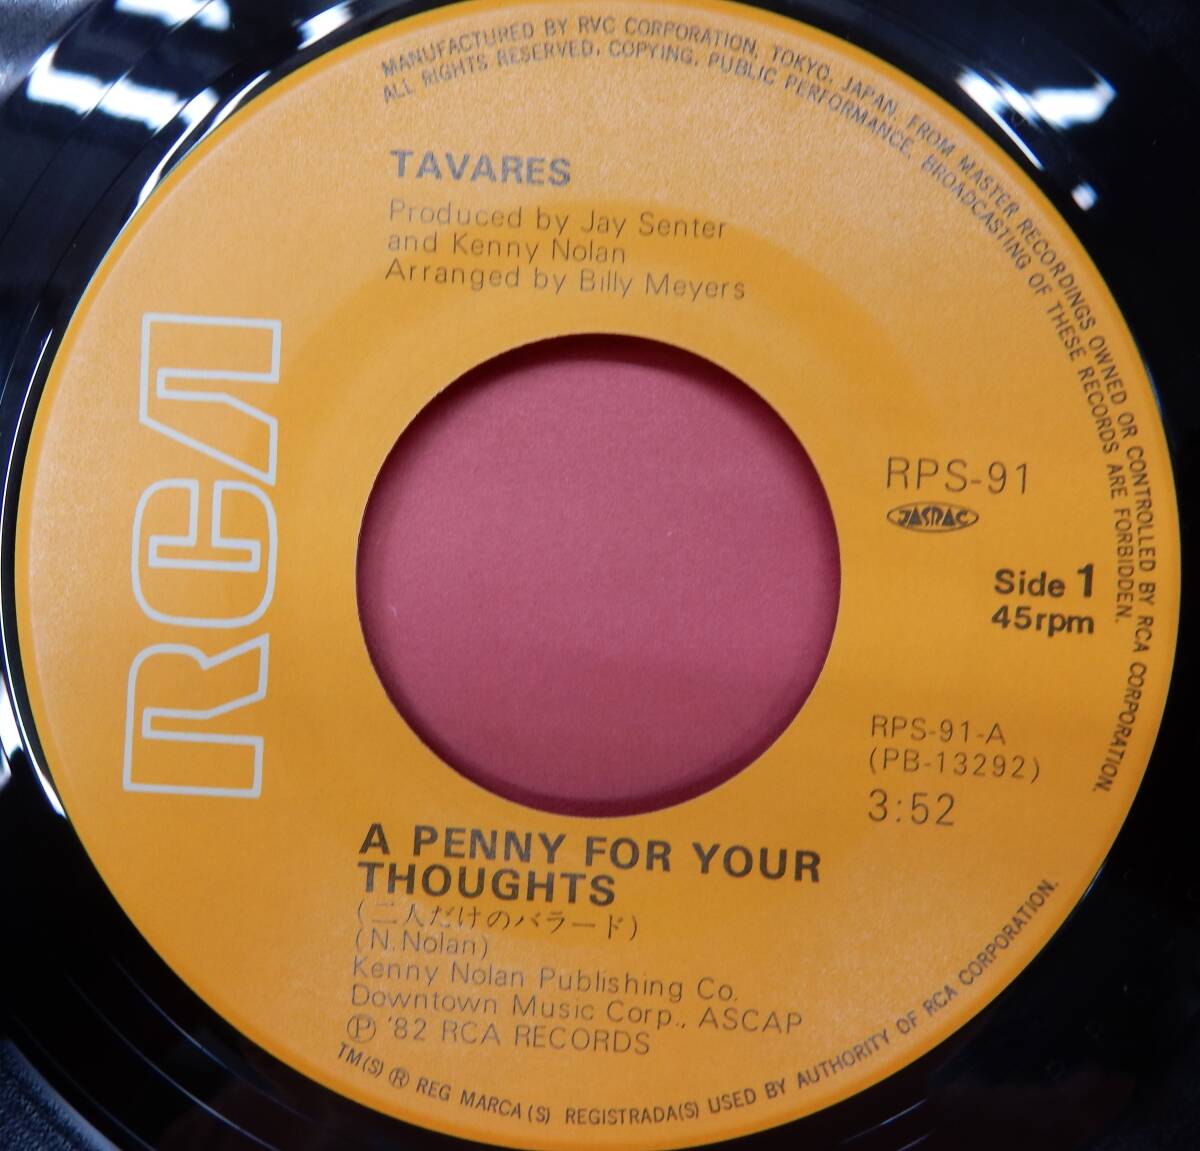 MANUFACTURED BY RVC CORPORATION, TOKYO, JAPAN, FROM MASTER RECORDINGS OWNED OR CONTROLLED BY RCA CORPORATION.
ALL RIGHTS RESERVED, COPYING, PUBLIC PERFORMANCE, BROADCASTING OF THESE RECORDS ARE FORBIDDEN.
TAVARES
Produced by Jay Senter
and Kenny Nolan
Arranged by Billy Meyers
RCA
RPS-91
JASRAC
Side 1
45rpm
RPS-91-A
(PB-13292)
3:52
A PENNY FOR YOUR
THOUGHTS
(二人だけのバラード)
(N.Nolan)
Kenny Nolan Publishing Co.
Downtown Music Corp., ASCAP
Ⓟ '82 RCA RECORDS
TM(S) ® REG MARCA(S) REGISTRADA(S) USED BY AUTHORITY OF RCA CORPORATION.